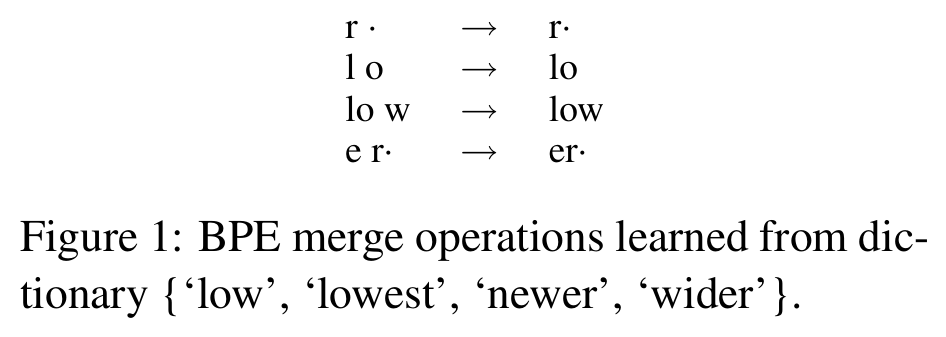 r · → r·
l o → lo
lo w → low
e r· → er·
Figure 1: BPE merge operations learned from dic-
tionary {‘low’, ‘lowest’, ‘newer’, ‘wider’}.